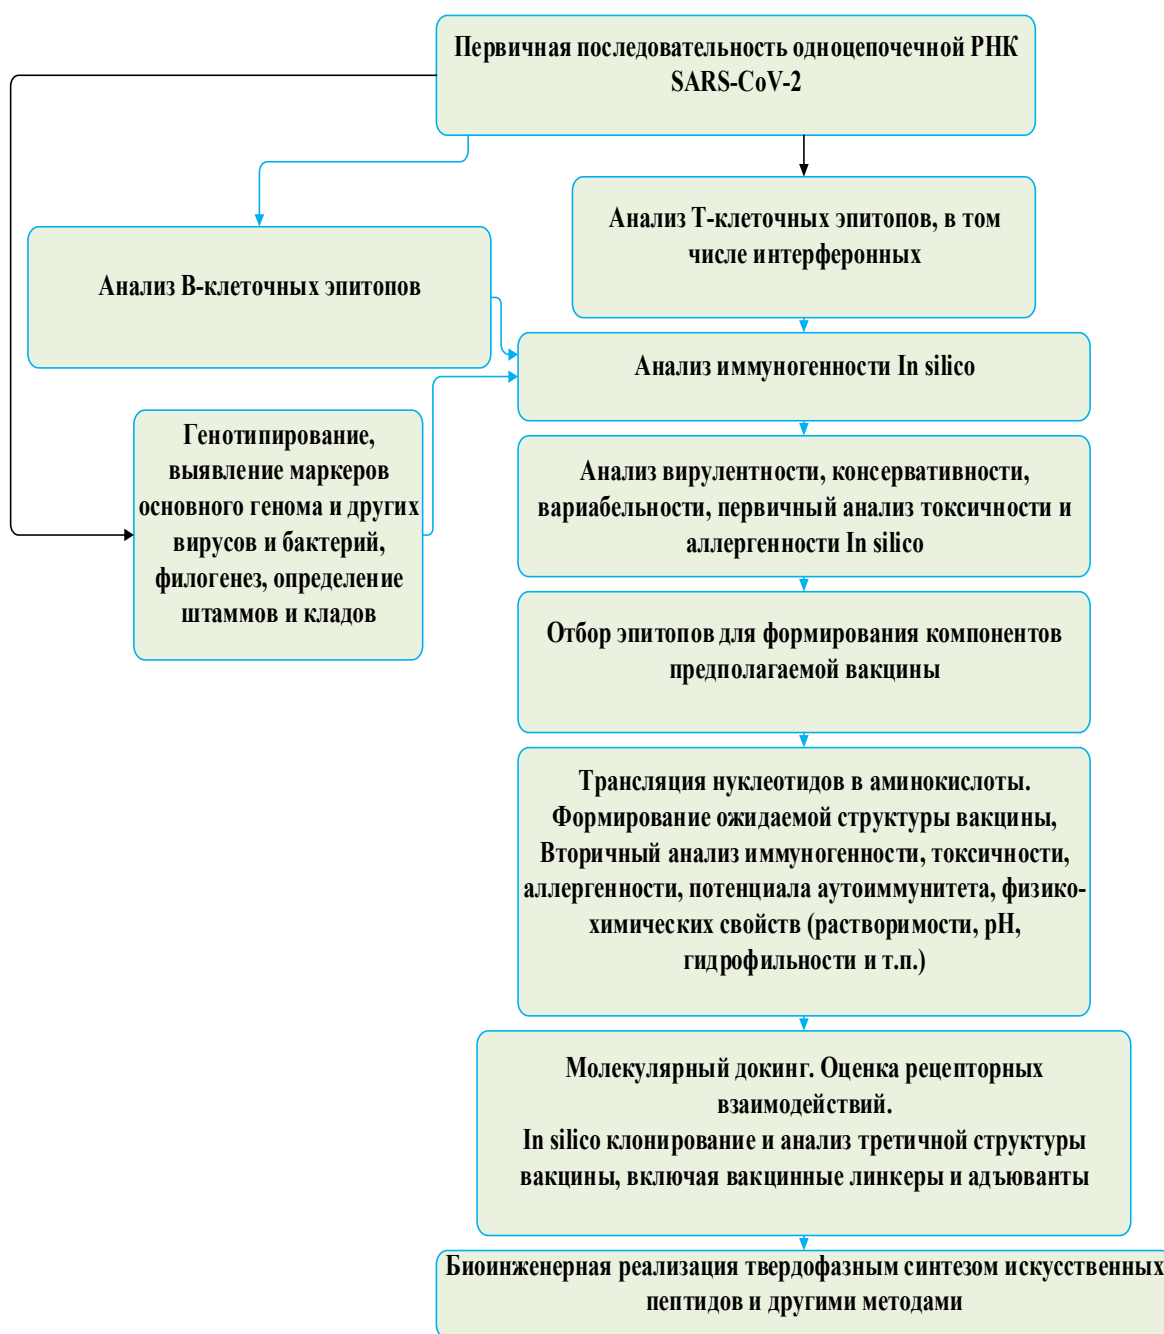 Первичная последовательность одноцепочечной РНК
SARS-CoV-2
Анализ Т-клеточных эпитопов, в том
числе интерферонных
Анализ В-клеточных эпитопов
Анализ иммуногенности In silico
Генотипирование,
выявление маркеров
основного генома и других
вирусов и бактерий,
филогенез, определение
штаммов и кладов
Анализ вирулентности, консервативности,
вариабельности, первичный анализ токсичности и
аллергенности In silico
Отбор эпитопов для формирования компонентов
предполагаемой вакцины
Трансляция нуклеотидов в аминокислоты.
Формирование ожидаемой структуры вакцины,
Вторичный анализ иммуногенности, токсичности,
аллергенности, потенциала аутоиммунитета, физико-
химических свойств (растворимости, pH,
гидрофильности и т.п.)
Молекулярный докинг. Оценка рецепторных
взаимодействий.
In silico клонирование и анализ третичной структуры
вакцины, включая вакцинные линкеры и адъюванты
Биоинженерная реализация твердофазным синтезом искусственных
пептидов и другими методами